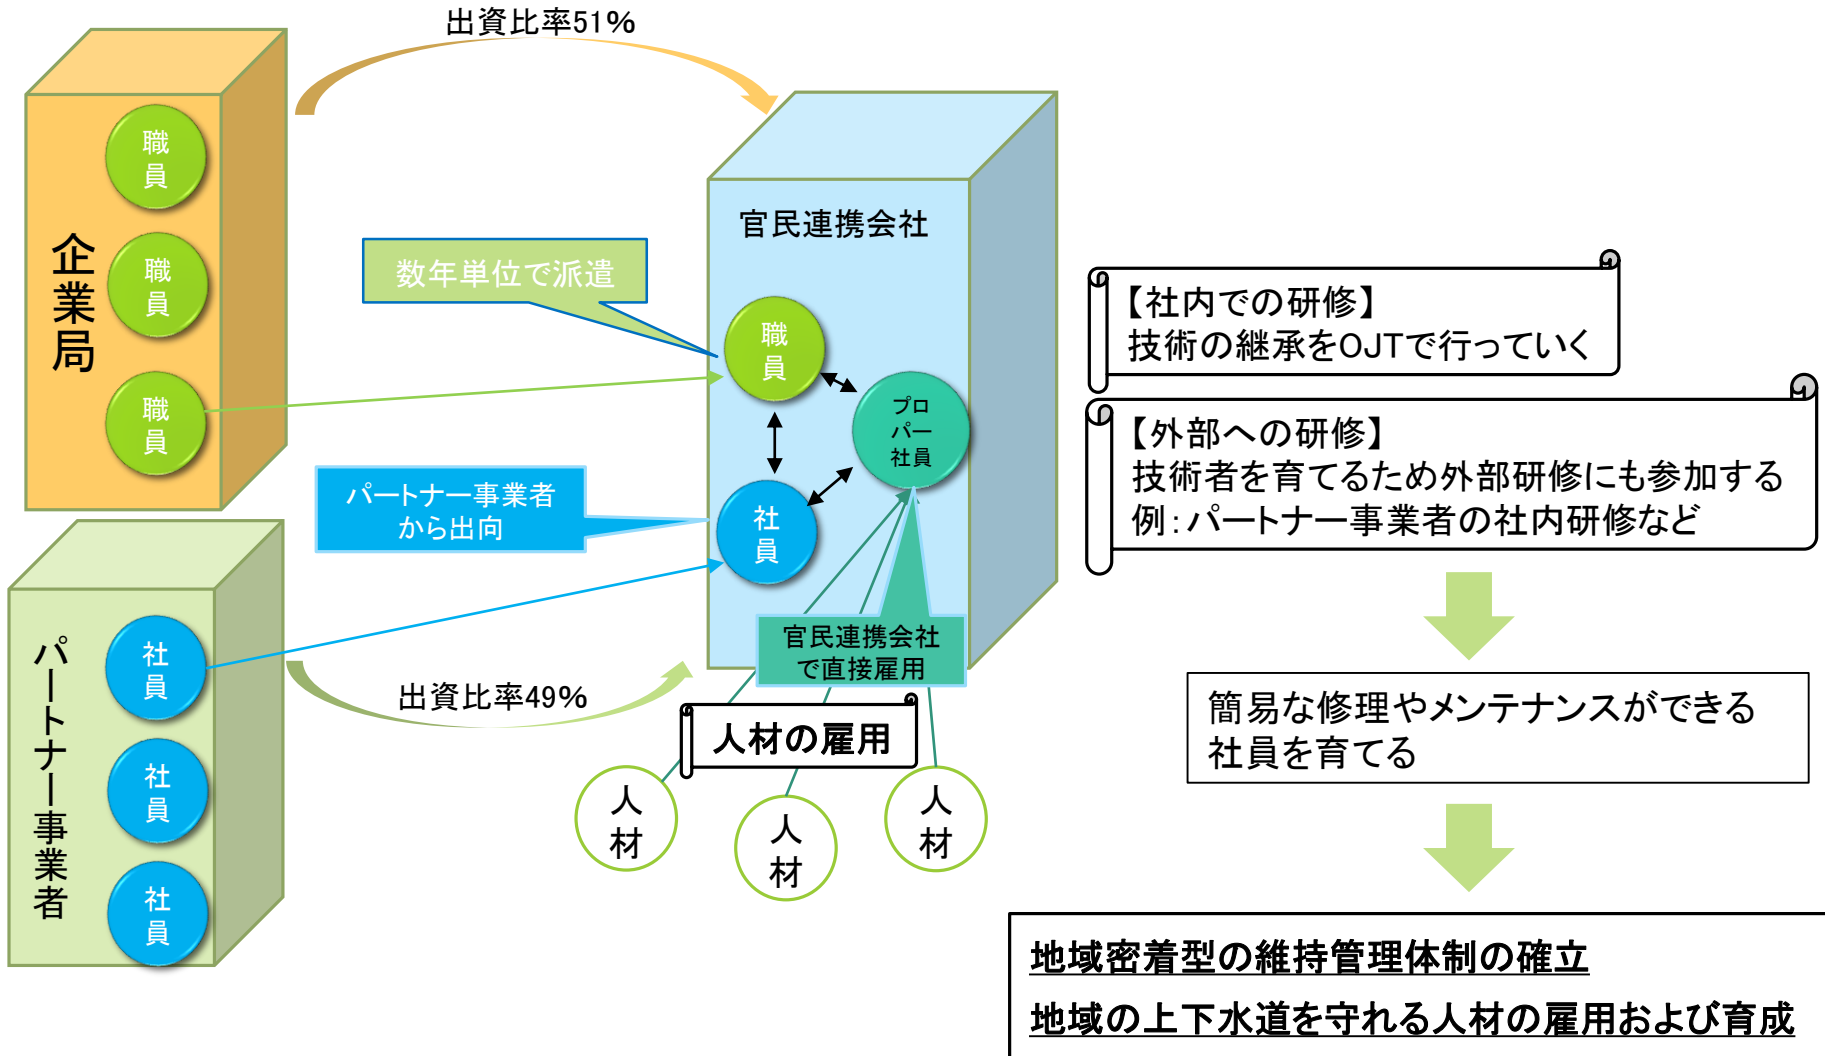 出資比率51%
企業局
職員
職員
職員
官民連携会社
数年単位で派遣
職員
プロ
パー
社員
パートナー事業者
から出向
社員
官民連携会社
で直接雇用
パートナー事業者
社員
社員
社員
出資比率49%
人材の雇用
人材
人材
人材
【社内での研修】
技術の継承をOJTで行っていく
【外部への研修】
技術者を育てるため外部研修にも参加する
例：パートナー事業者の社内研修など
簡易な修理やメンテナンスができる
社員を育てる
地域密着型の維持管理体制の確立
地域の上下水道を守れる人材の雇用および育成